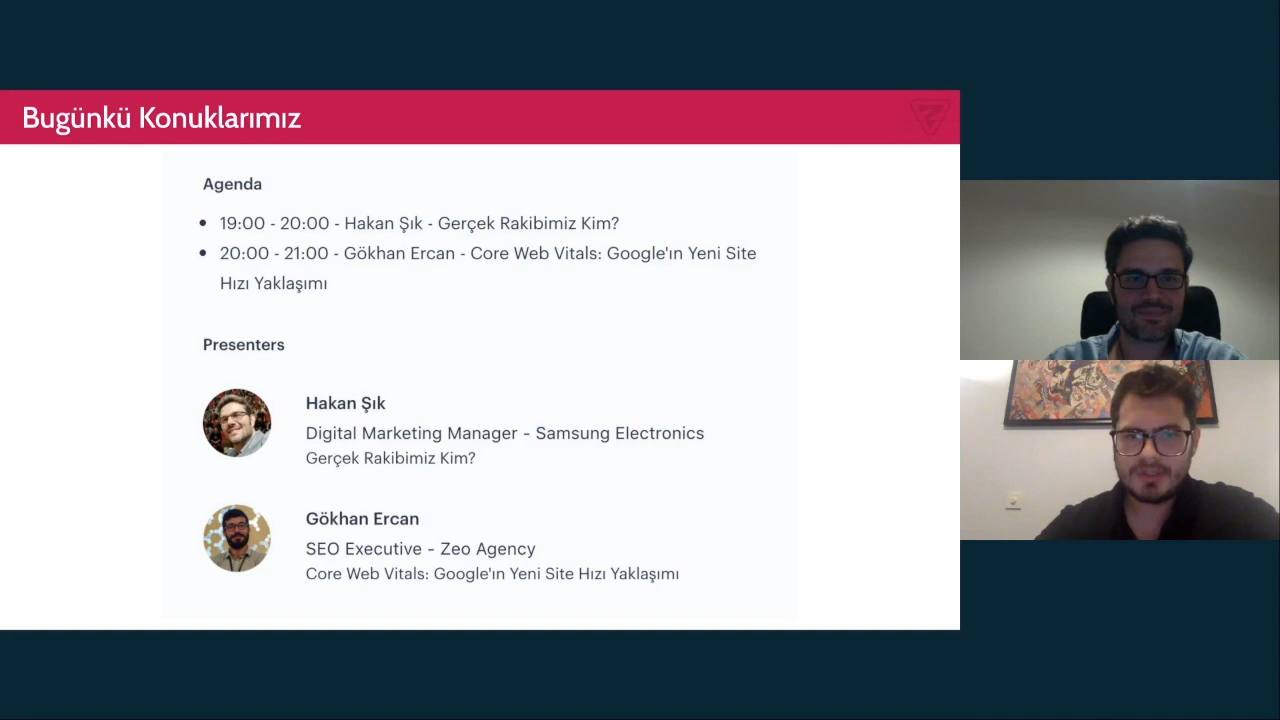 Bugünkü Konuklarımız
Agenda
19:00 - 20:00 - Hakan Şık - Gerçek Rakibimiz Kim?
20:00 - 21:00 - Gökhan Ercan - Core Web Vitals: Google'ın Yeni Site
Hızı Yaklaşımı
Presenters
Hakan Şık
Digital Marketing Manager - Samsung Electronics
Gerçek Rakibimiz Kim?
Gökhan Ercan
SEO Executive - Zeo Agency
Core Web Vitals: Google'ın Yeni Site Hızı Yaklaşımı